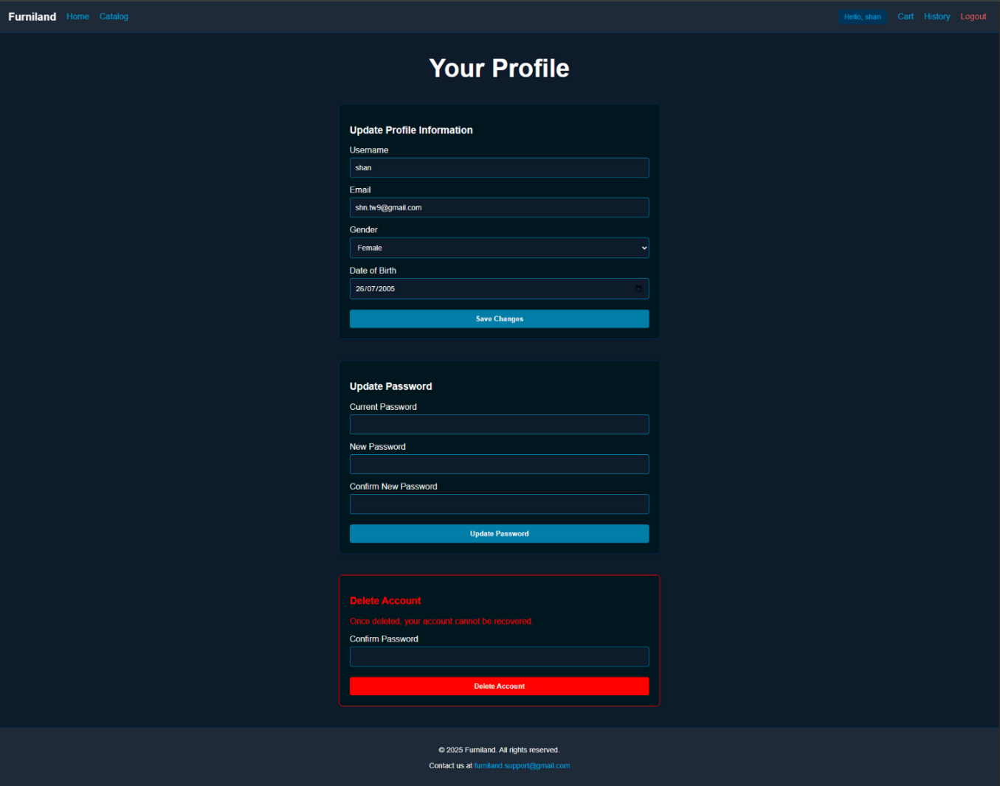 Furniland Home Catalog Hello, shan Cart History Logout
Your Profile
Update Profile Information
Username
shan
Email
shn.tw9@gmail.com
Gender
Female
Date of Birth
26/07/2005
Save Changes
Update Password
Current Password
New Password
Confirm New Password
Update Password
Delete Account
Once deleted, your account cannot be recovered.
Confirm Password
Delete Account
© 2025 Furniland. All rights reserved.
Contact us at furniland.support@gmail.com